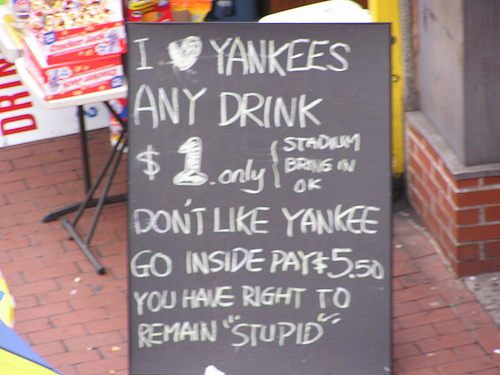 I ♥ YANKEES
ANY DRINK
$ 1.only { STADIUM
BRING IN
OK
DON'T LIKE YANKEE
GO INSIDE PAY $5.50
YOU HAVE RIGHT TO
REMAIN "STUPID"
DRIN